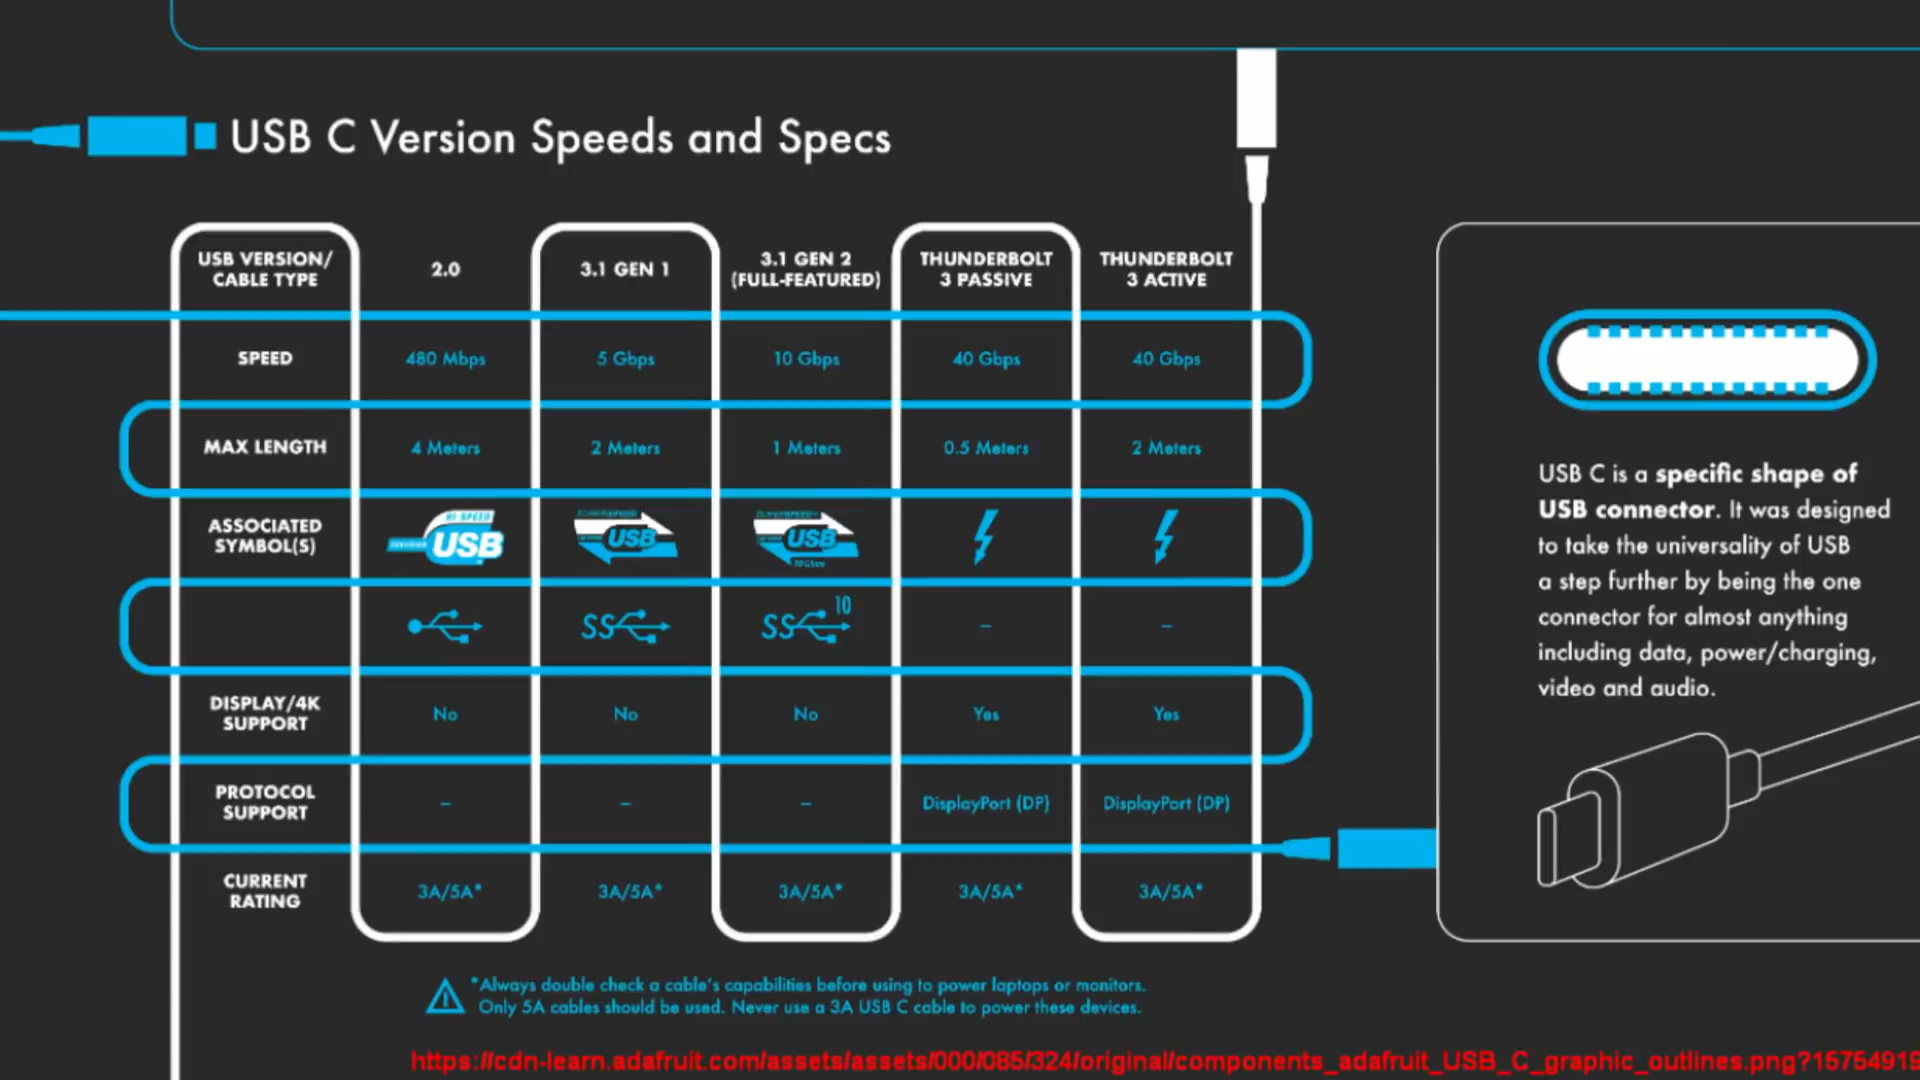 USB C Version Speeds and Specs
USB VERSION/
CABLE TYPE
2.0
3.1 GEN 1
3.1 GEN 2
(FULL-FEATURED)
THUNDERBOLT
3 PASSIVE
THUNDERBOLT
3 ACTIVE
SPEED
480 Mbps
5 Gbps
10 Gbps
40 Gbps
40 Gbps
MAX LENGTH
4 Meters
2 Meters
1 Meters
0.5 Meters
2 Meters
ASSOCIATED
SYMBOL(S)
HI-SPEED
USB
USB
USB
SS
SS 10
–
–
DISPLAY/4K
SUPPORT
No
No
No
Yes
Yes
PROTOCOL
SUPPORT
–
–
–
DisplayPort (DP)
DisplayPort (DP)
CURRENT
RATING
3A/5A*
3A/5A*
3A/5A*
3A/5A*
3A/5A*
*Always double check a cable's capabilities before using to power laptops or monitors.
Only 5A cables should be used. Never use a 3A USB C cable to power these devices.
USB C is a specific shape of
USB connector. It was designed
to take the universality of USB
a step further by being the one
connector for almost anything
including data, power/charging,
video and audio.
https://cdn-learn.adafruit.com/assets/assets/000/085/324/original/components_adafruit_USB_C_graphic_outlines.png?15754919